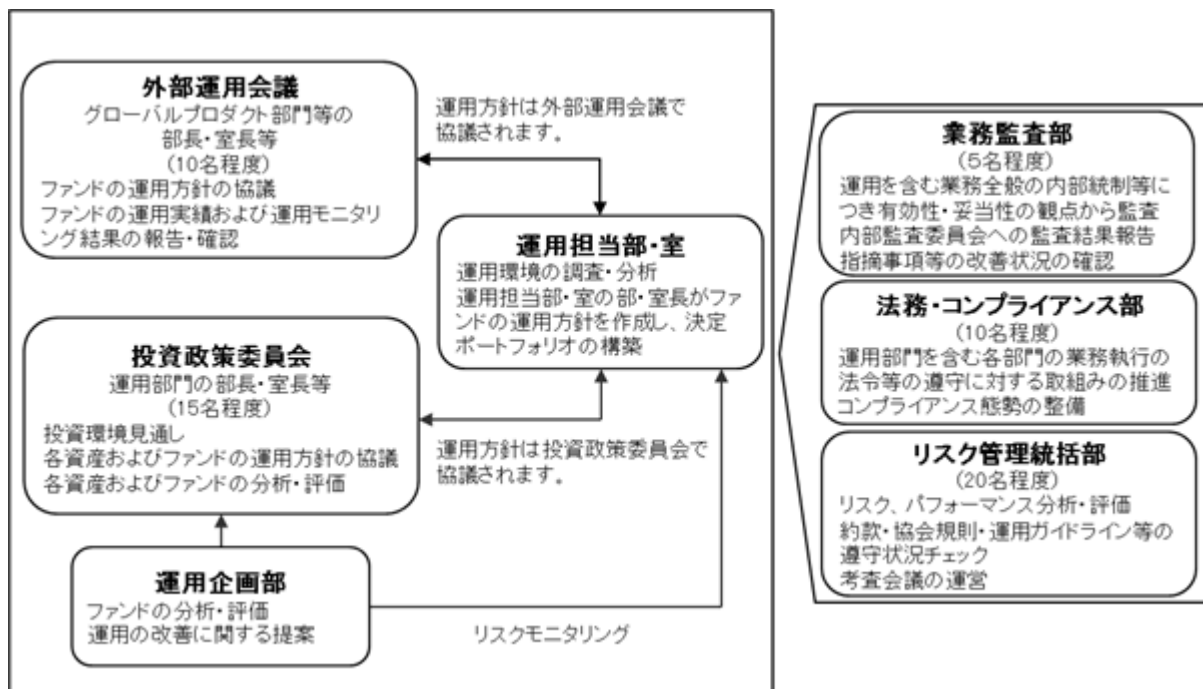 外部運用会議
グローバルプロダクト部門等の
部長・室長等
(10名程度)
ファンドの運用方針の協議
ファンドの運用実績および運用モニタリ
ング結果の報告・確認
運用方針は外部運用会議で
協議されます。
運用担当部・室
運用環境の調査・分析
運用担当部・室の部・室長がファ
ンドの運用方針を作成し、決定
ポートフォリオの構築
投資政策委員会
運用部門の部長・室長等
(15名程度)
投資環境見通し
各資産およびファンドの運用方針の協議
各資産およびファンドの分析・評価
運用方針は投資政策委員会で
協議されます。
運用企画部
ファンドの分析・評価
運用の改善に関する提案
リスクモニタリング
業務監査部
(5名程度)
運用を含む業務全般の内部統制等に
つき有効性・妥当性の観点から監査
内部監査委員会への監査結果報告
指摘事項等の改善状況の確認
法務・コンプライアンス部
(10名程度)
運用部門を含む各部門の業務執行の
法令等の遵守に対する取組みの推進
コンプライアンス態勢の整備
リスク管理統括部
(20名程度)
リスク、パフォーマンス分析・評価
約款・協会規則・運用ガイドライン等の
遵守状況チェック
考査会議の運営